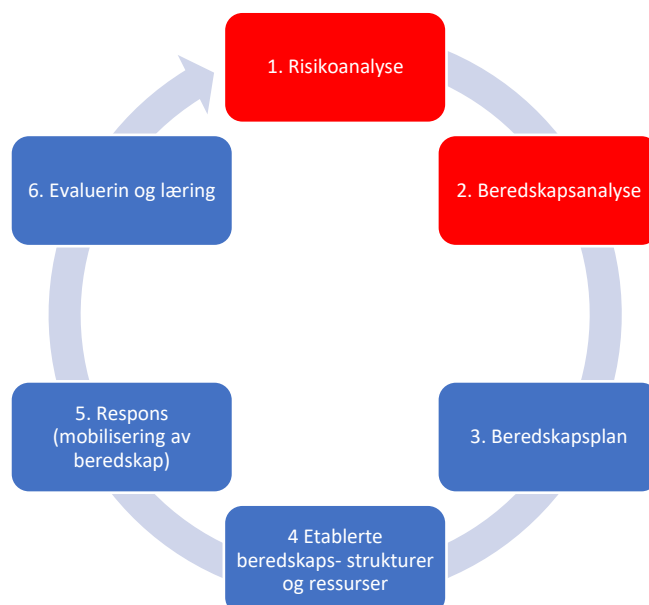 1. Risikoanalyse
2. Beredskapsanalyse
3. Beredskapsplan
4 Etablerte
beredskaps- strukturer
og ressurser
5. Respons
(mobilisering av
beredskap)
6. Evaluerin og læring